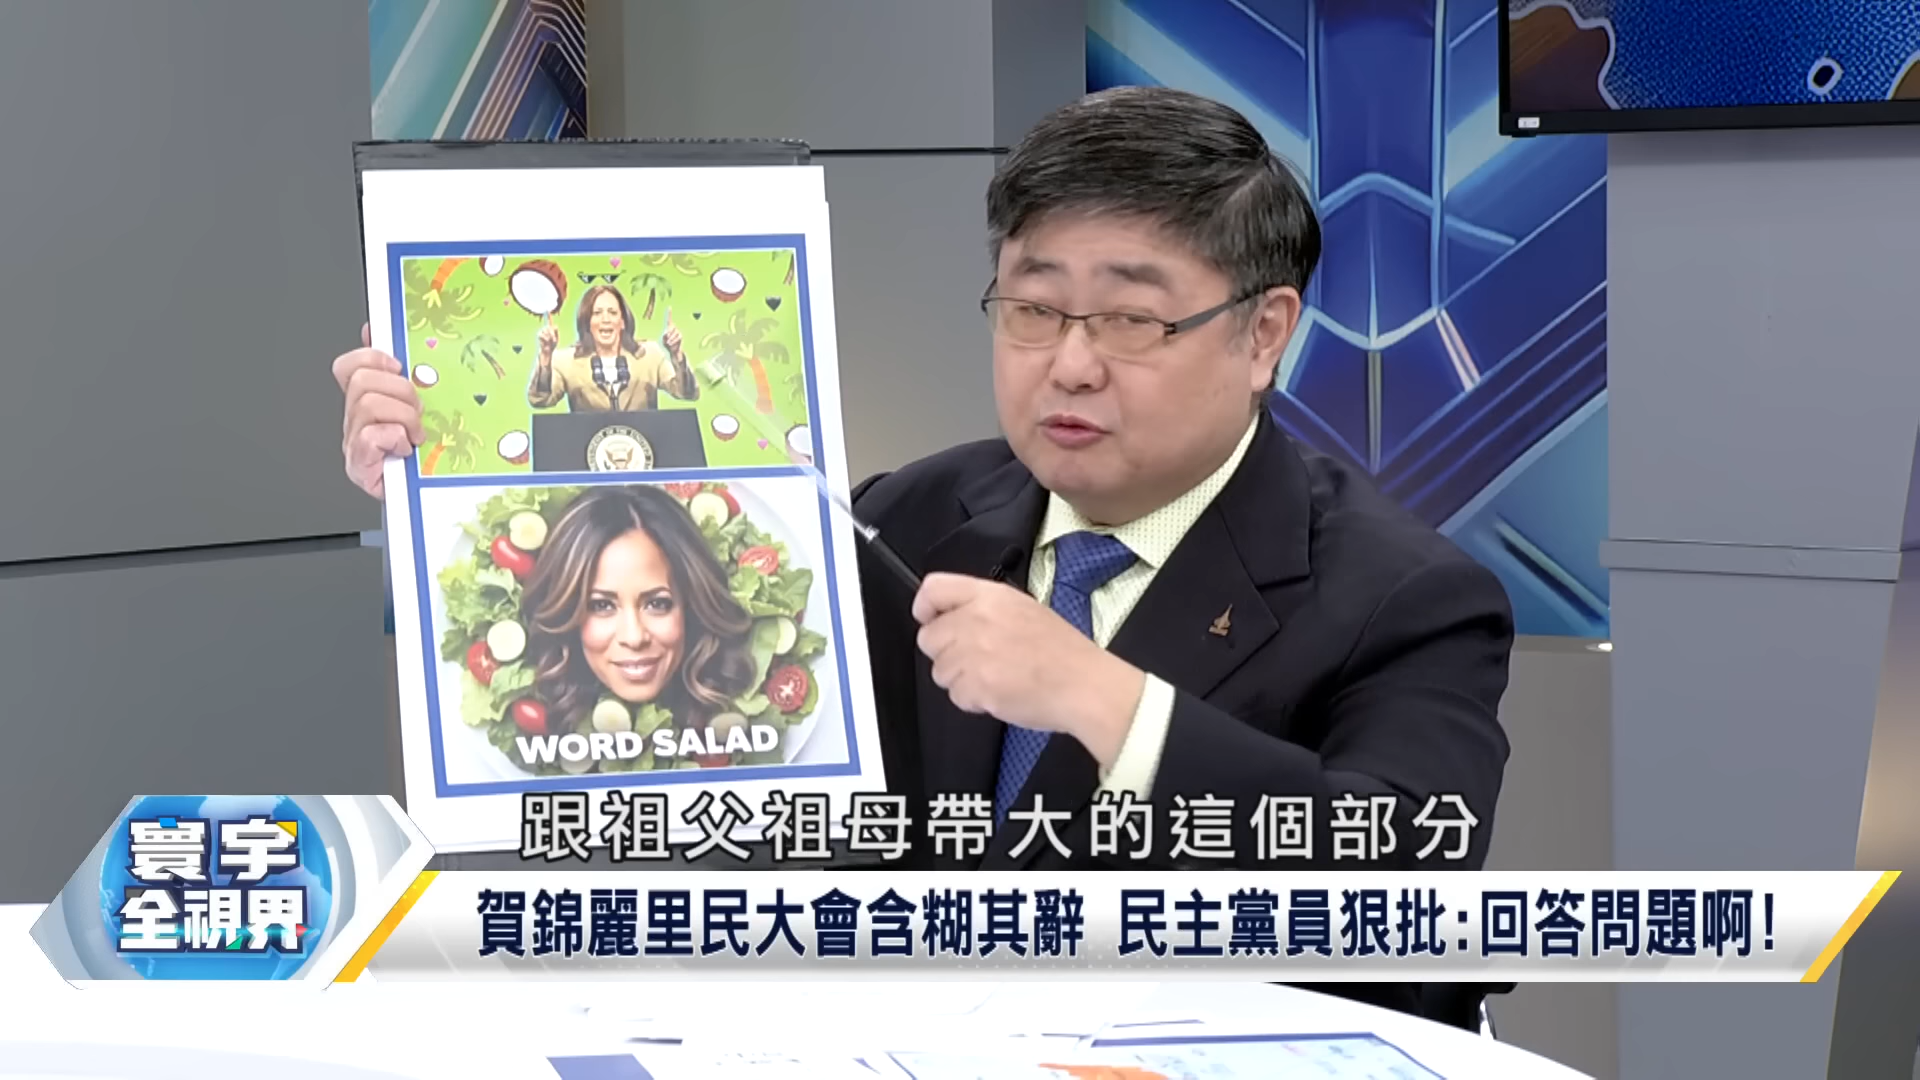 WORD SALAD
跟祖父祖母帶大的這個部分
寰宇
全視界
賀錦麗里民大會含糊其辭 民主黨員狠批:回答問題啊!